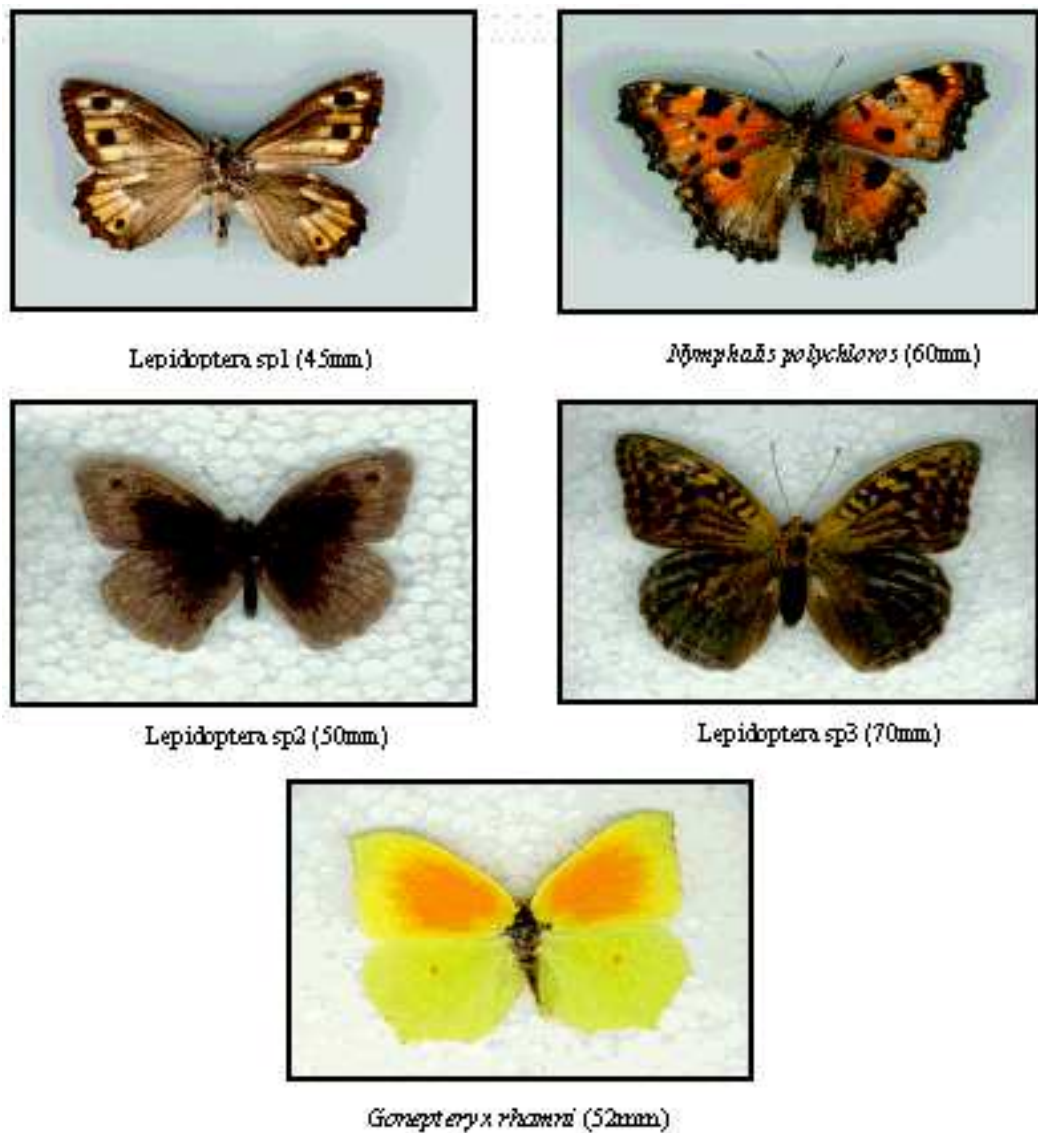 Lepidoptera sp1 (45mm)
Nymphalis polychloros (60mm)
Lepidoptera sp2 (50mm)
Lepidoptera sp3 (70mm)
Gonepteryx rhamni (52mm)